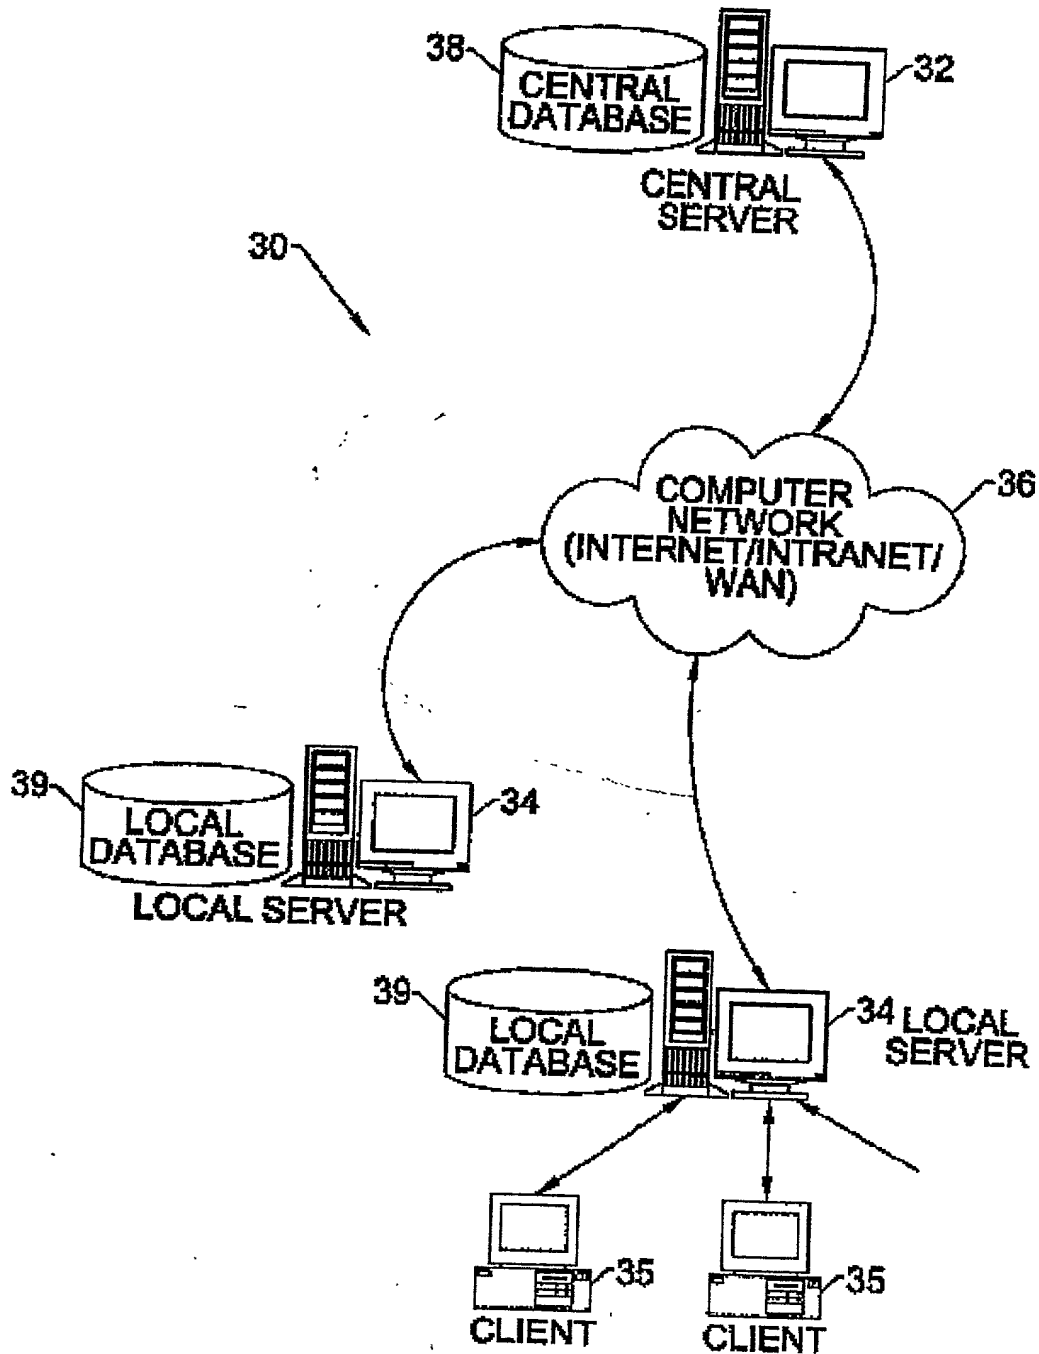 38
CENTRAL
DATABASE
32
CENTRAL
SERVER
30
COMPUTER
NETWORK
(INTERNET/INTRANET/
WAN)
36
39
LOCAL
DATABASE
34
LOCAL SERVER
39
LOCAL
DATABASE
34
LOCAL
SERVER
35
CLIENT
35
CLIENT